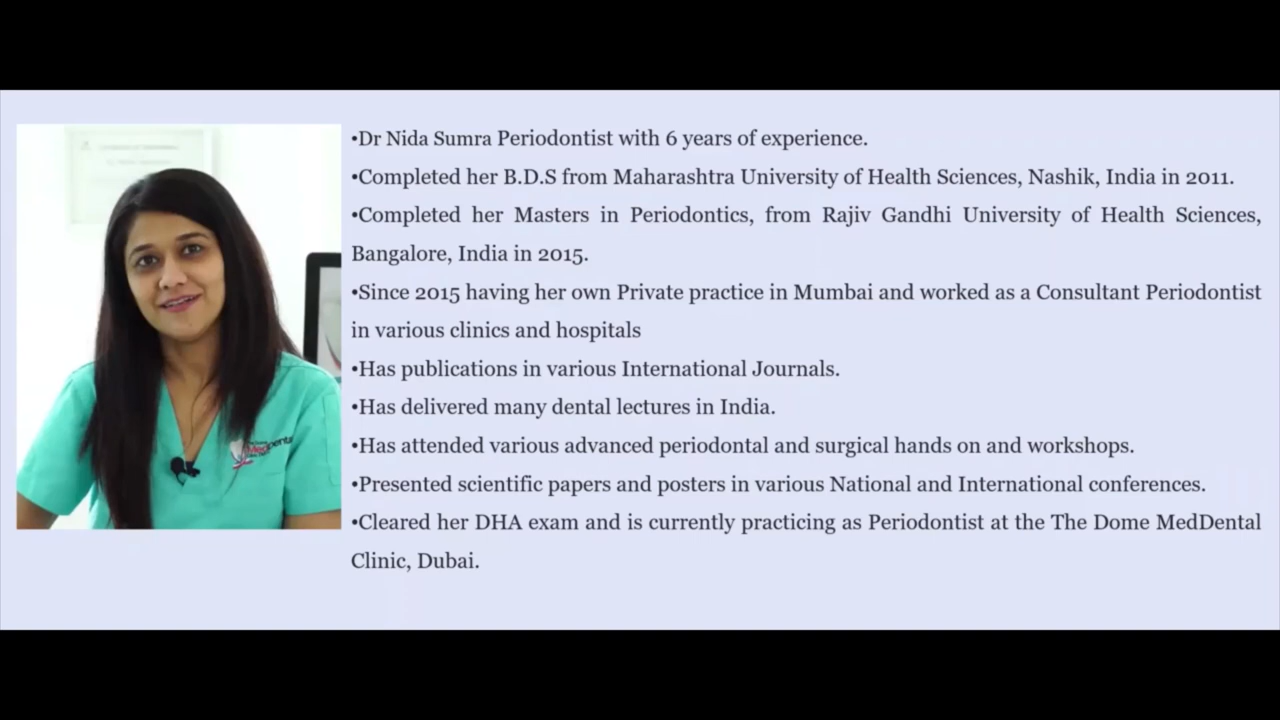 •Dr Nida Sumra Periodontist with 6 years of experience.
•Completed her B.D.S from Maharashtra University of Health Sciences, Nashik, India in 2011.
•Completed her Masters in Periodontics, from Rajiv Gandhi University of Health Sciences,
Bangalore, India in 2015.
•Since 2015 having her own Private practice in Mumbai and worked as a Consultant Periodontist
in various clinics and hospitals
•Has publications in various International Journals.
•Has delivered many dental lectures in India.
•Has attended various advanced periodontal and surgical hands on and workshops.
•Presented scientific papers and posters in various National and International conferences.
•Cleared her DHA exam and is currently practicing as Periodontist at the The Dome MedDental
Clinic, Dubai.